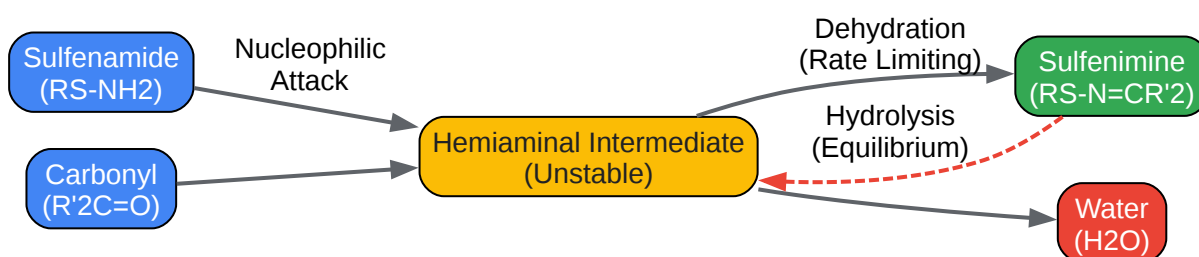 Sulfenamide
(RS-NH2)
Nucleophilic
Attack
Carbonyl
(R'2C=O)
Hemiaminal Intermediate
(Unstable)
Dehydration
(Rate Limiting)
Hydrolysis
(Equilibrium)
Sulfenimine
(RS-N=CR'2)
Water
(H2O)